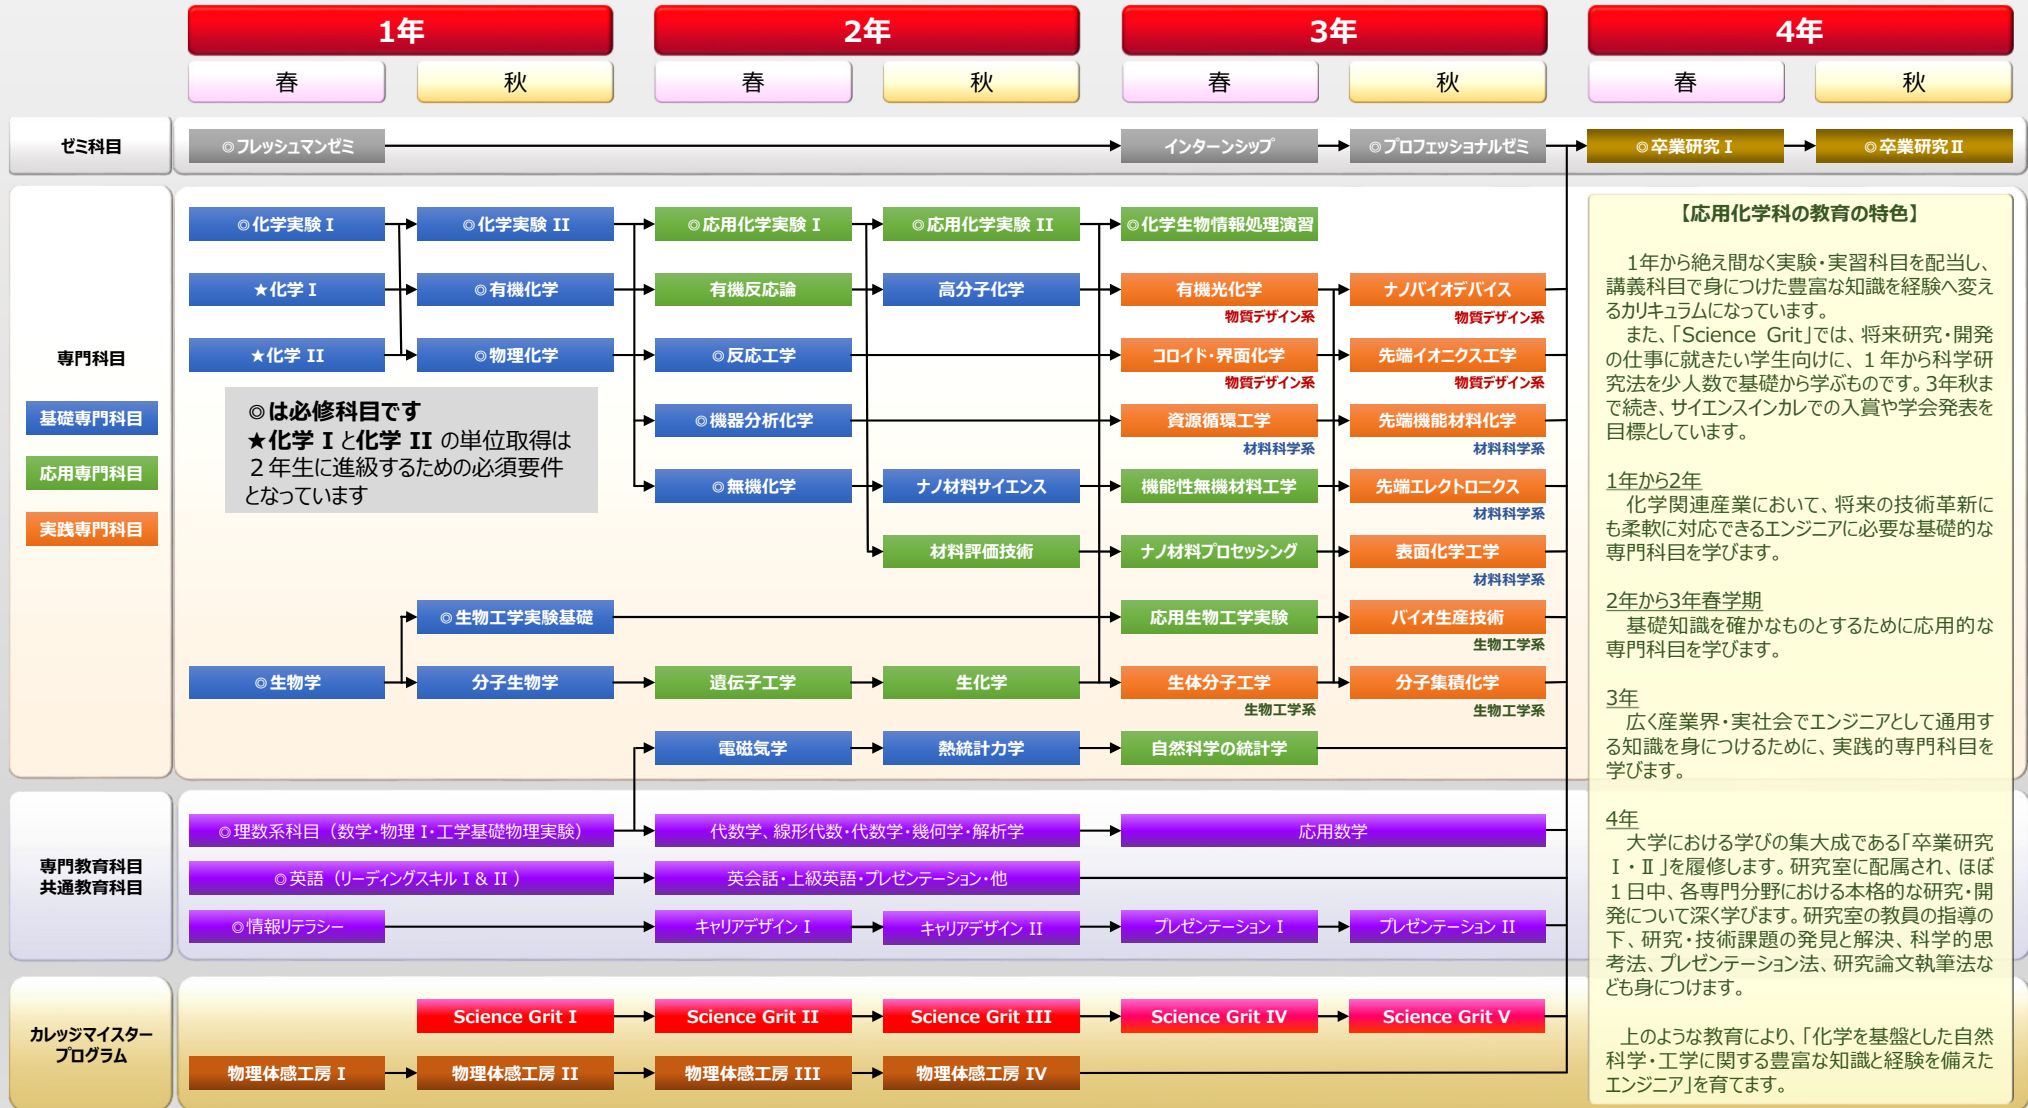 1年
2年
3年
4年
春
秋
春
秋
春
秋
春
秋
ゼミ科目
◎フレッシュマンゼミ
インターンシップ
◎プロフェッショナルゼミ
◎卒業研究 I
◎卒業研究 II
専門科目
基礎専門科目
応用専門科目
実践専門科目
◎化学実験 I
◎化学実験 II
◎応用化学実験 I
◎応用化学実験 II
◎化学生物情報処理演習
★化学 I
◎有機化学
有機反応論
高分子化学
有機光化学
物質デザイン系
ナノバイオデバイス
物質デザイン系
★化学 II
◎物理化学
◎反応工学
コロイド・界面化学
物質デザイン系
先端イオニクス工学
物質デザイン系
◎は必修科目です
★化学 I と化学 II の単位取得は
２年生に進級するための必須要件
となっています
◎機器分析化学
資源循環工学
材料科学系
先端機能材料化学
材料科学系
◎無機化学
ナノ材料サイエンス
機能性無機材料工学
先端エレクトロニクス
材料科学系
材料評価技術
ナノ材料プロセッシング
表面化学工学
材料科学系
◎生物工学実験基礎
応用生物工学実験
バイオ生産技術
生物工学系
◎生物学
分子生物学
遺伝子工学
生化学
生体分子工学
生物工学系
分子集積化学
生物工学系
電磁気学
熱統計力学
自然科学の統計学
専門教育科目
共通教育科目
◎理数系科目（数学・物理 I・工学基礎物理実験）
代数学、線形代数・代数学・幾何学・解析学
応用数学
◎英語（リーディングスキル I & II ）
英会話・上級英語・プレゼンテーション・他
◎情報リテラシー
キャリアデザイン I
キャリアデザイン II
プレゼンテーション I
プレゼンテーション II
カレッジマイスター
プログラム
Science Grit I
Science Grit II
Science Grit III
Science Grit IV
Science Grit V
物理体感工房 I
物理体感工房 II
物理体感工房 III
物理体感工房 IV
【応用化学科の教育の特色】
1年から絶え間なく実験・実習科目を配当し、
講義科目で身につけた豊富な知識を経験へ変え
るカリキュラムになっています。
また、「Science Grit」では、将来研究・開発
の仕事に就きたい学生向けに、１年から科学研
究法を少人数で基礎から学ぶものです。3年秋ま
で続き、サイエンスインカレでの入賞や学会発表を
目標としています。
1年から2年
化学関連産業において、将来の技術革新に
も柔軟に対応できるエンジニアに必要な基礎的な
専門科目を学びます。
2年から3年春学期
基礎知識を確かなものとするために応用的な
専門科目を学びます。
3年
広く産業界・実社会でエンジニアとして通用す
る知識を身につけるために、実践的専門科目を
学びます。
4年
大学における学びの集大成である「卒業研究
Ⅰ・Ⅱ」を履修します。研究室に配属され、ほぼ
１日中、各専門分野における本格的な研究・開
発について深く学びます。研究室の教員の指導の
下、研究・技術課題の発見と解決、科学的思
考法、プレゼンテーション法、研究論文執筆法な
ども身につけます。
上のような教育により、「化学を基盤とした自然
科学・工学に関する豊富な知識と経験を備えた
エンジニア」を育てます。